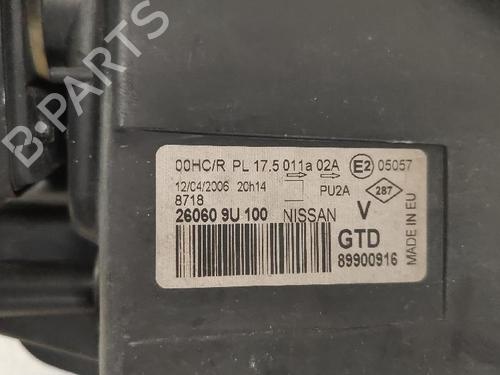 B-PARTS
00HC/R PL 17.5 011a 02A E2 05057
12/04/2006 20h14 PU2A 287
8718
26060 9U 100 NISSAN V
GTD
89900916
MADE IN EU